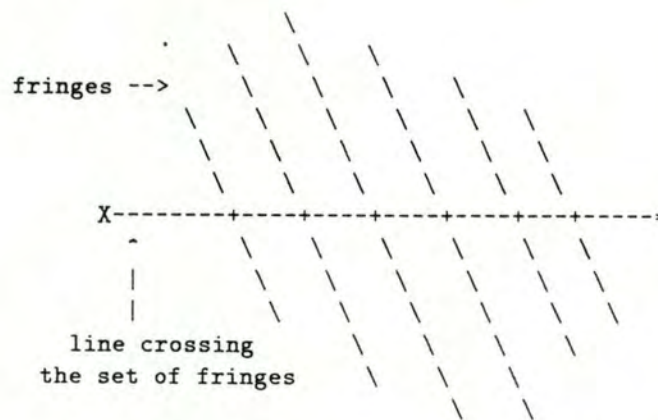 fringes -->
X--------+----+----+----+----+---+-----
line crossing
the set of fringes